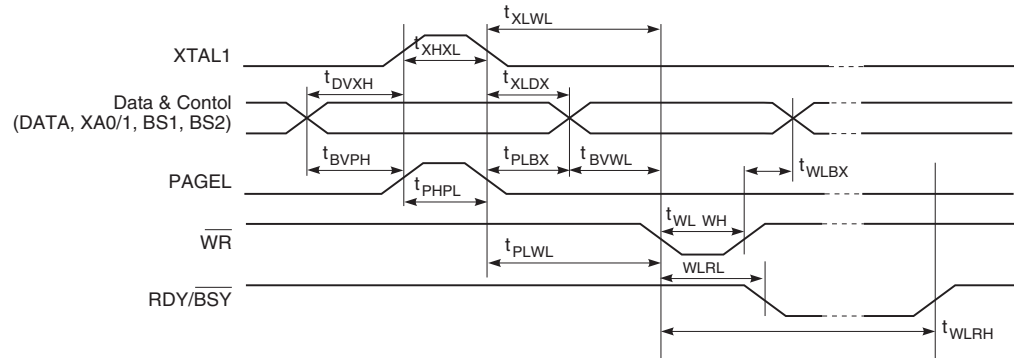 tXLWL
XTAL1
tXHXL
tDVXH
tXLDX
Data & Contol
(DATA, XA0/1, BS1, BS2)
tBVPH
tPLBX
tBVWL
tWLBX
PAGEL
tPHPL
tWL WH
WR
tPLWL
WLRL
RDY/BSY
tWLRH